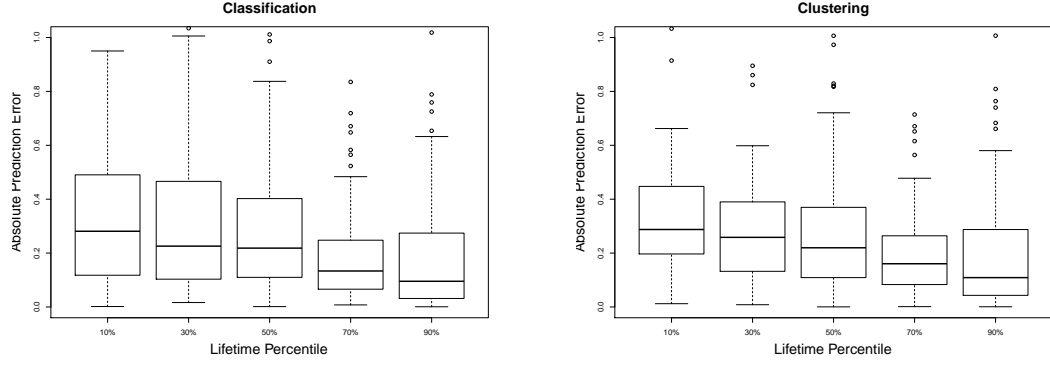 Classification
Absolute Prediction Error
1.0
0.8
0.6
0.4
0.2
0.0
10% 30% 50% 70% 90%
Lifetime Percentile
Clustering
Absolute Prediction Error
1.0
0.8
0.6
0.4
0.2
0.0
10% 30% 50% 70% 90%
Lifetime Percentile